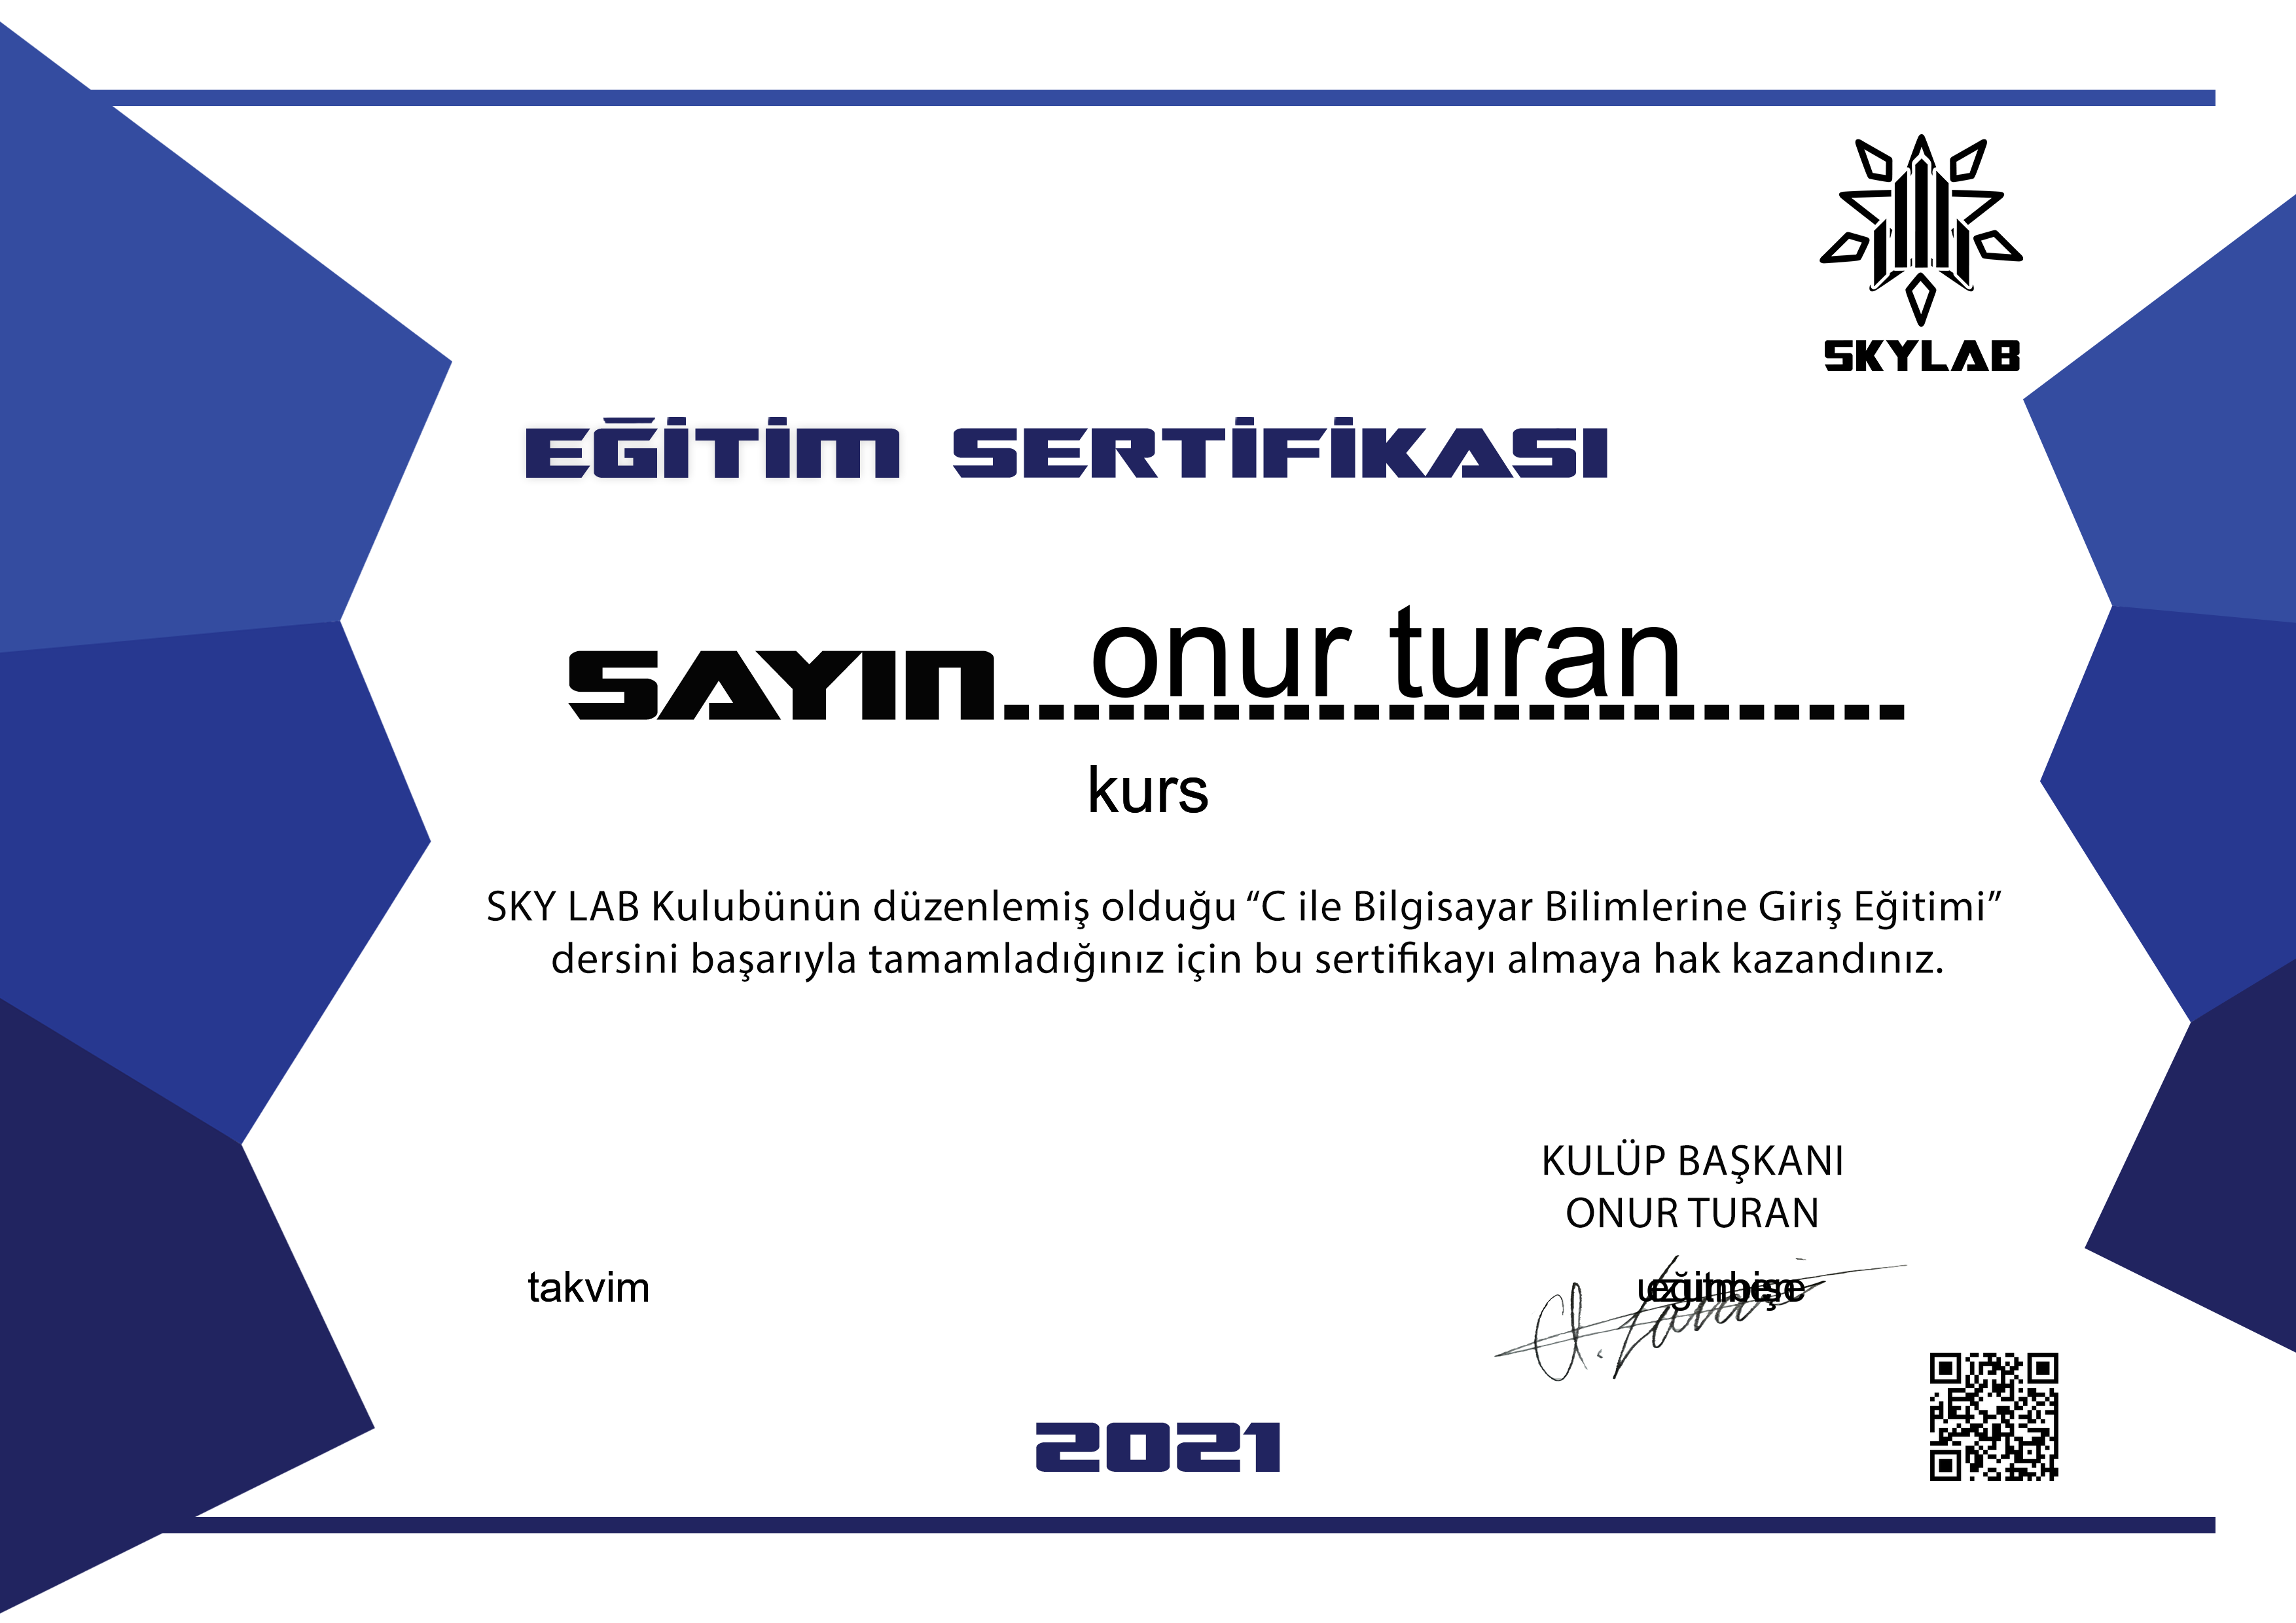 SKYLAB
EĞİTİM SERTİFİKASI
SAYIN onur turan
kurs
SKY LAB Kulubünün düzenlemiş olduğu “C ile Bilgisayar Bilimlerine Giriş Eğitimi”
dersini başarıyla tamamladığınız için bu sertifikayı almaya hak kazandınız.
KULÜP BAŞKANI
ONUR TURAN
takvim
2021